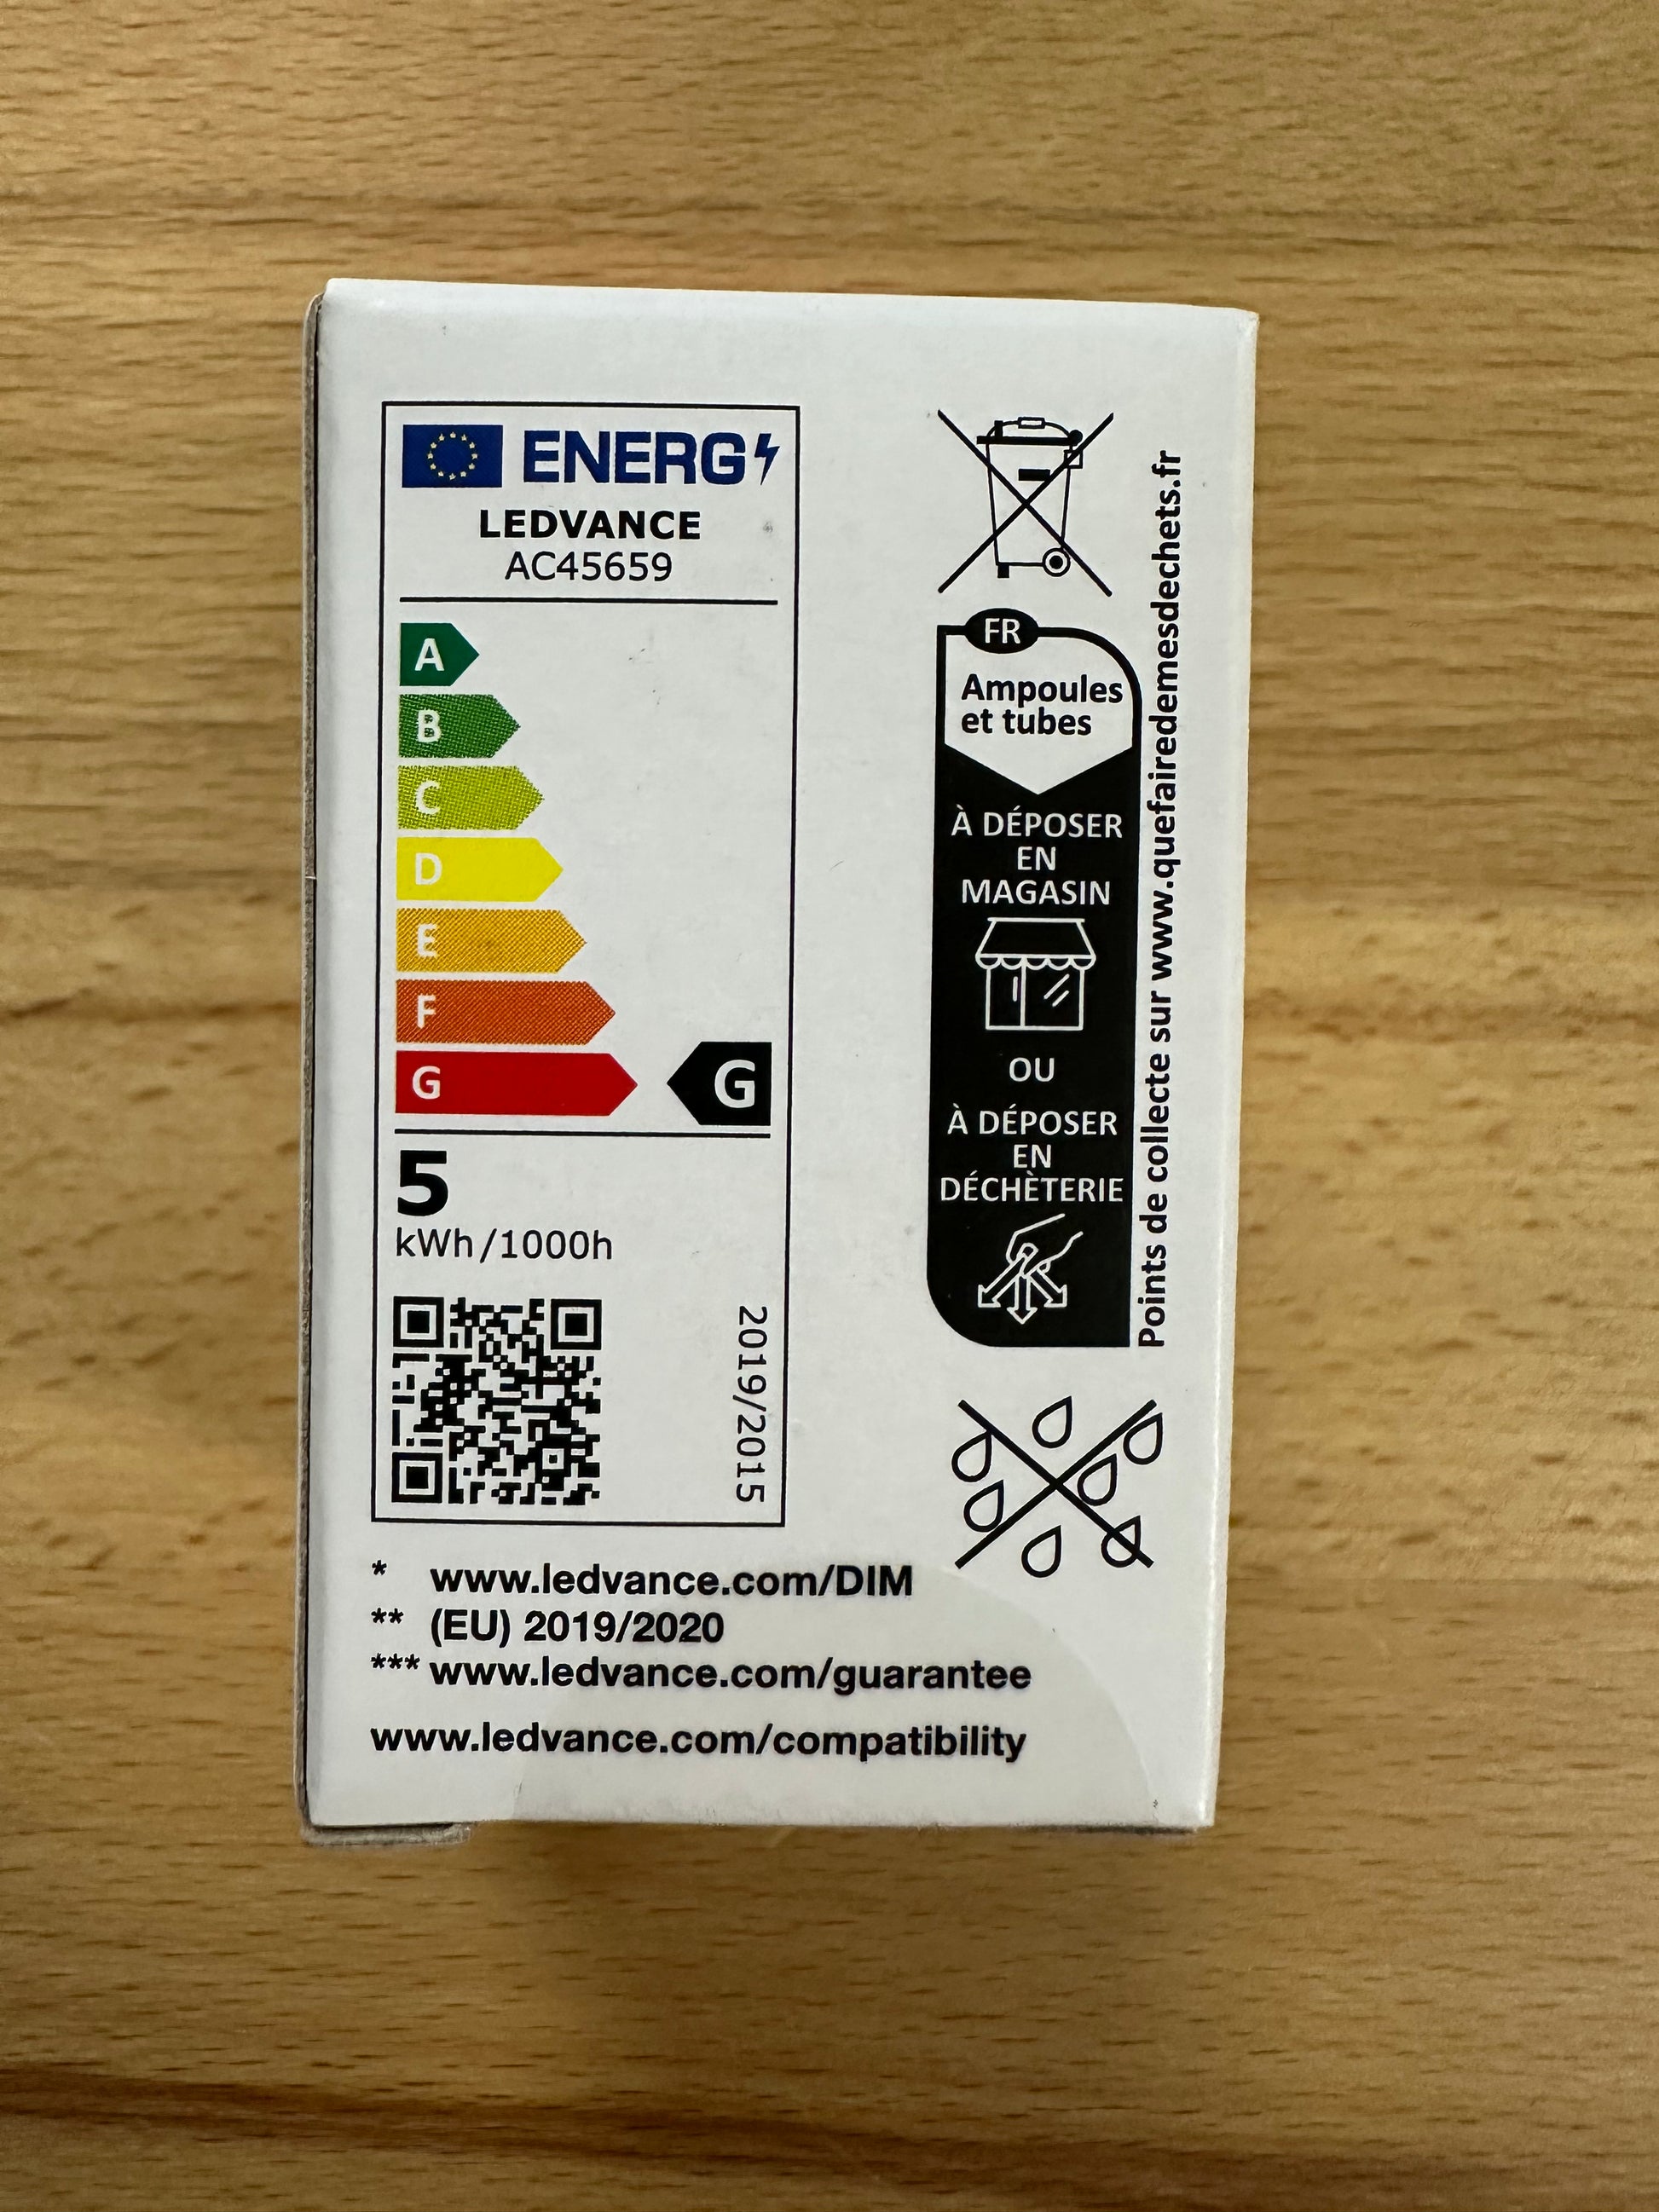 ENERG
LEDVANCE
AC45659
A
B
C
D
E
F
G
G
5
kWh/1000h
2019/2015
* www.ledvance.com/DIM
** (EU) 2019/2020
*** www.ledvance.com/guarantee
www.ledvance.com/compatibility
FR
Ampoules
et tubes
À DÉPOSER
EN
MAGASIN
OU
À DÉPOSER
EN
DÉCHÈTERIE
Points de collecte sur www.quefairedemesdechets.fr